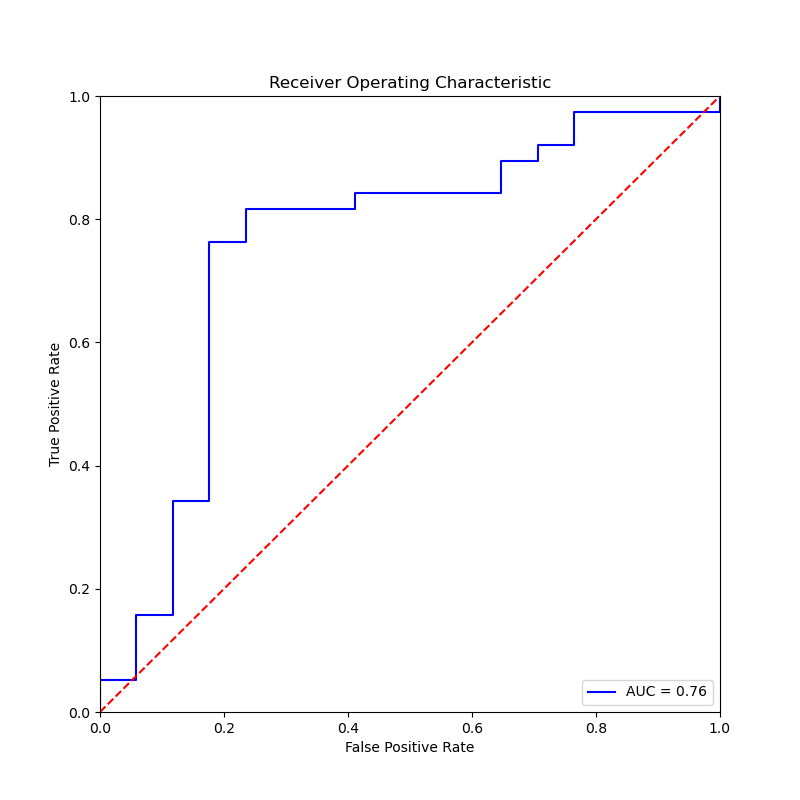 Receiver Operating Characteristic
1.0
0.8
0.6
0.4
0.2
0.0
True Positive Rate
AUC = 0.76
0.0 0.2 0.4 0.6 0.8 1.0
False Positive Rate